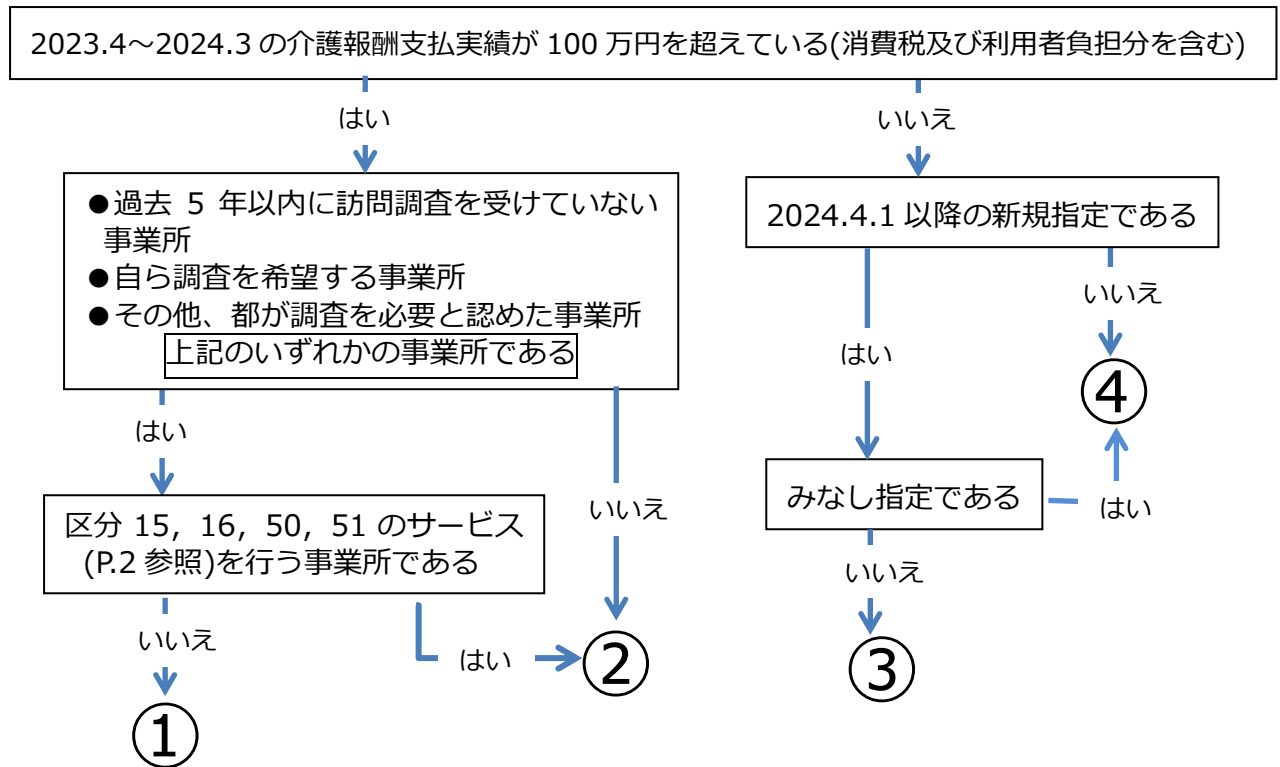 2023.4～2024.3 の介護報酬支払実績が 100 万円を超えている(消費税及び利用者負担分を含む)
はい
いいえ
●過去 5 年以内に訪問調査を受けていない
事業所
●自ら調査を希望する事業所
●その他、都が調査を必要と認めた事業所
上記のいずれかの事業所である
2024.4.1 以降の新規指定である
はい
いいえ
④
はい
いいえ
区分 15，16，50，51 のサービス
(P.2 参照)を行う事業所である
みなし指定である
はい
いいえ
いいえ
はい
②
③
①